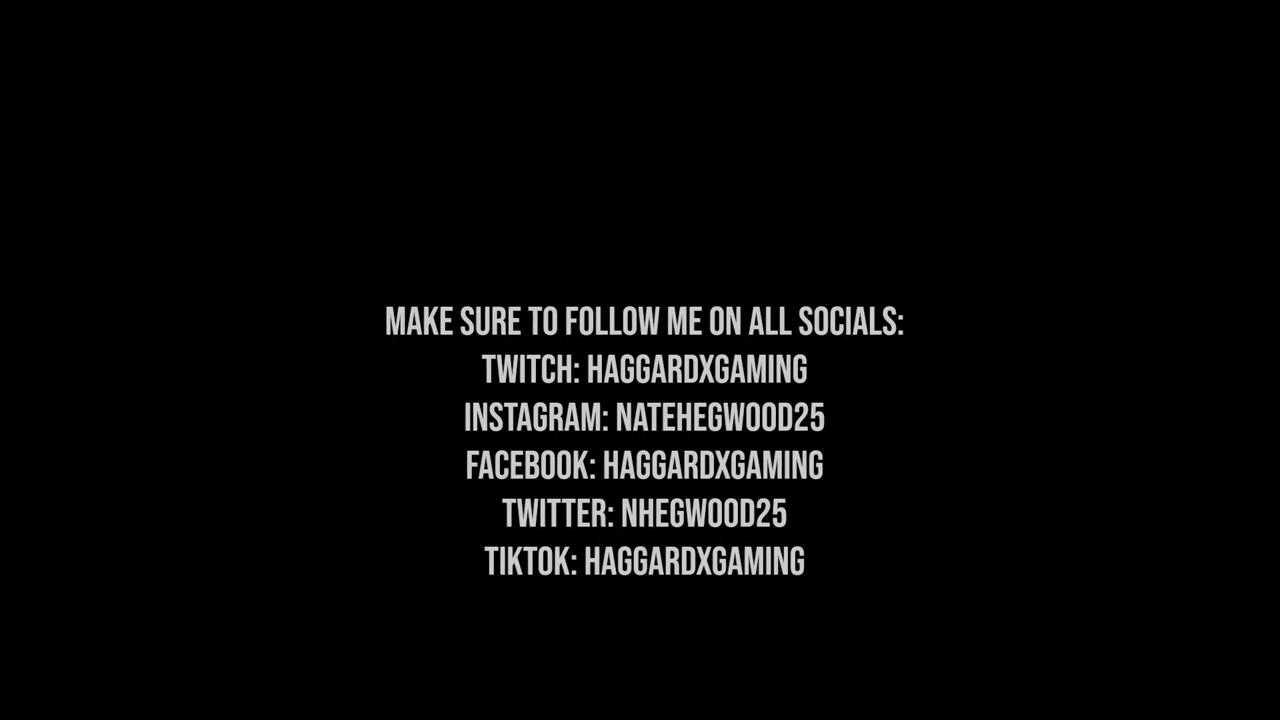 MAKE SURE TO FOLLOW ME ON ALL SOCIALS:
TWITCH: HAGGARDXGAMING
INSTAGRAM: NATEHEGWOOD25
FACEBOOK: HAGGARDXGAMING
TWITTER: NHEGWOOD25
TIKTOK: HAGGARDXGAMING